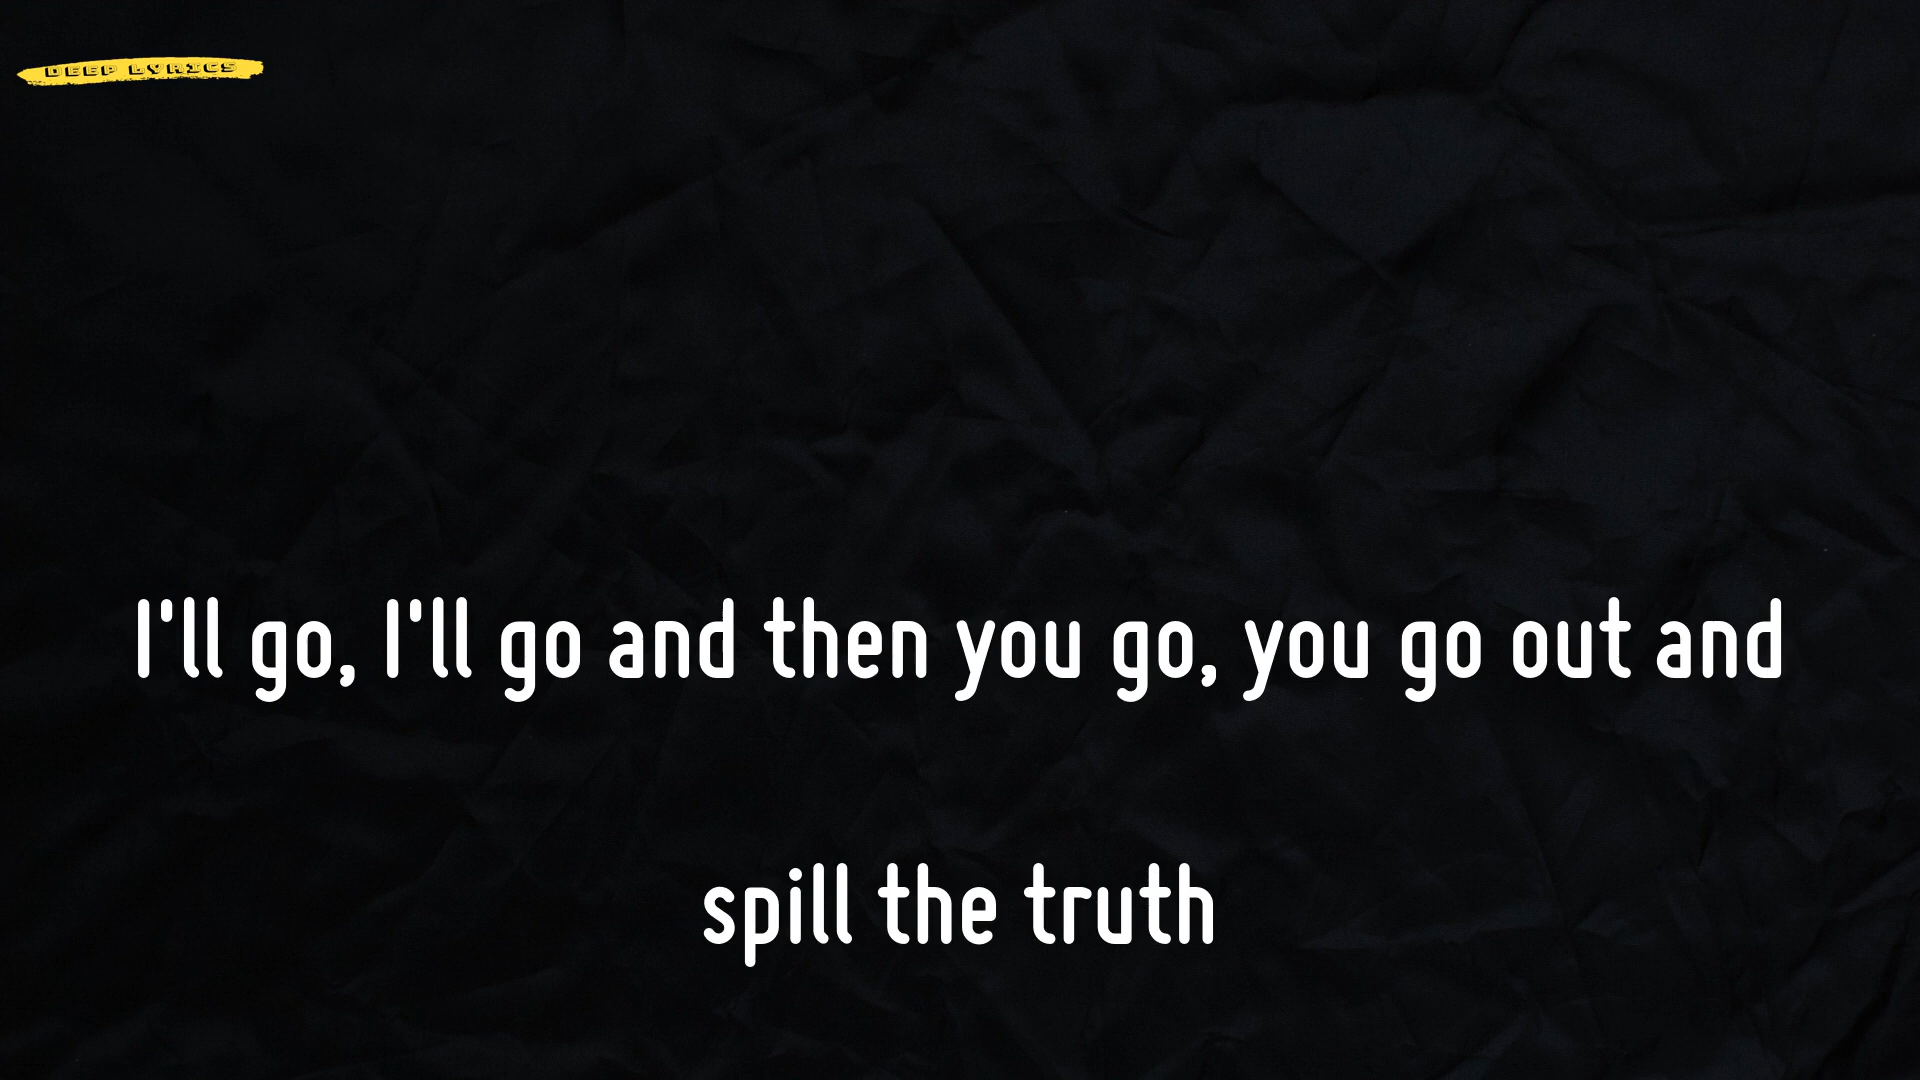 DEEP LYRICS
I'll go, I'll go and then you go, you go out and
spill the truth